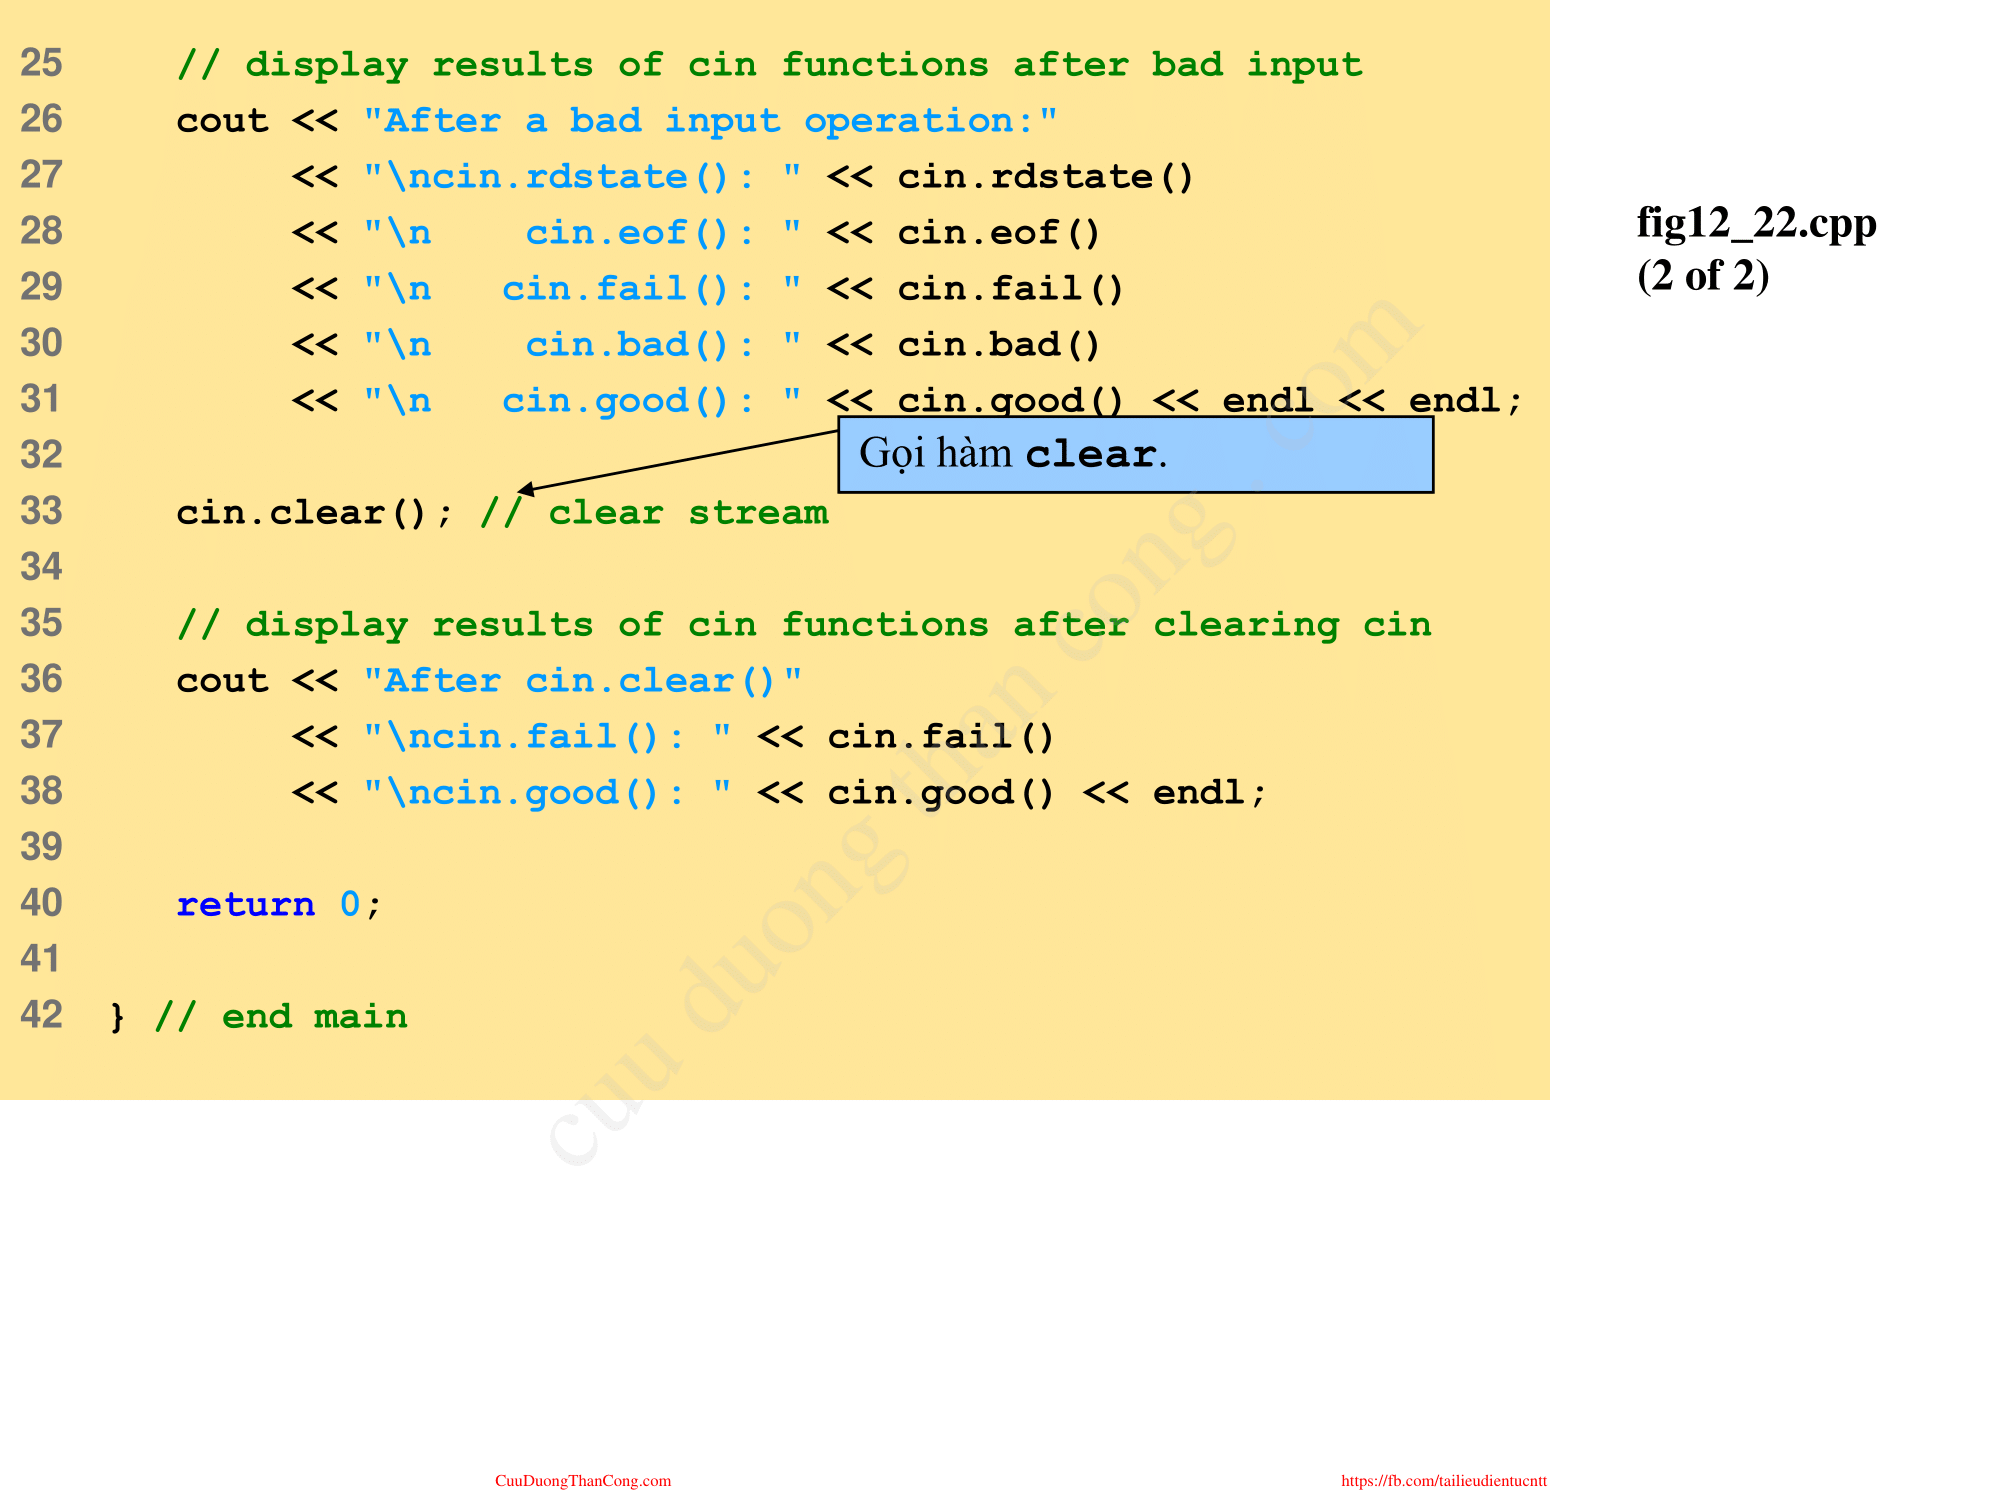 25     // display results of cin functions after bad input
26     cout << "After a bad input operation:"
27          << "\ncin.rdstate(): " << cin.rdstate()
28          << "\n    cin.eof(): " << cin.eof()
29          << "\n   cin.fail(): " << cin.fail()
30          << "\n    cin.bad(): " << cin.bad()
31          << "\n   cin.good(): " << cin.good() << endl << endl;
32
Gọi hàm clear.
33     cin.clear(); // clear stream
34
35     // display results of cin functions after clearing cin
36     cout << "After cin.clear()"
37          << "\ncin.fail(): " << cin.fail()
38          << "\ncin.good(): " << cin.good() << endl;
39
40     return 0;
41
42  } // end main
fig12_22.cpp
(2 of 2)
cuu duong than cong . com
CuuDuongThanCong.com
https://fb.com/tailieudientucntt